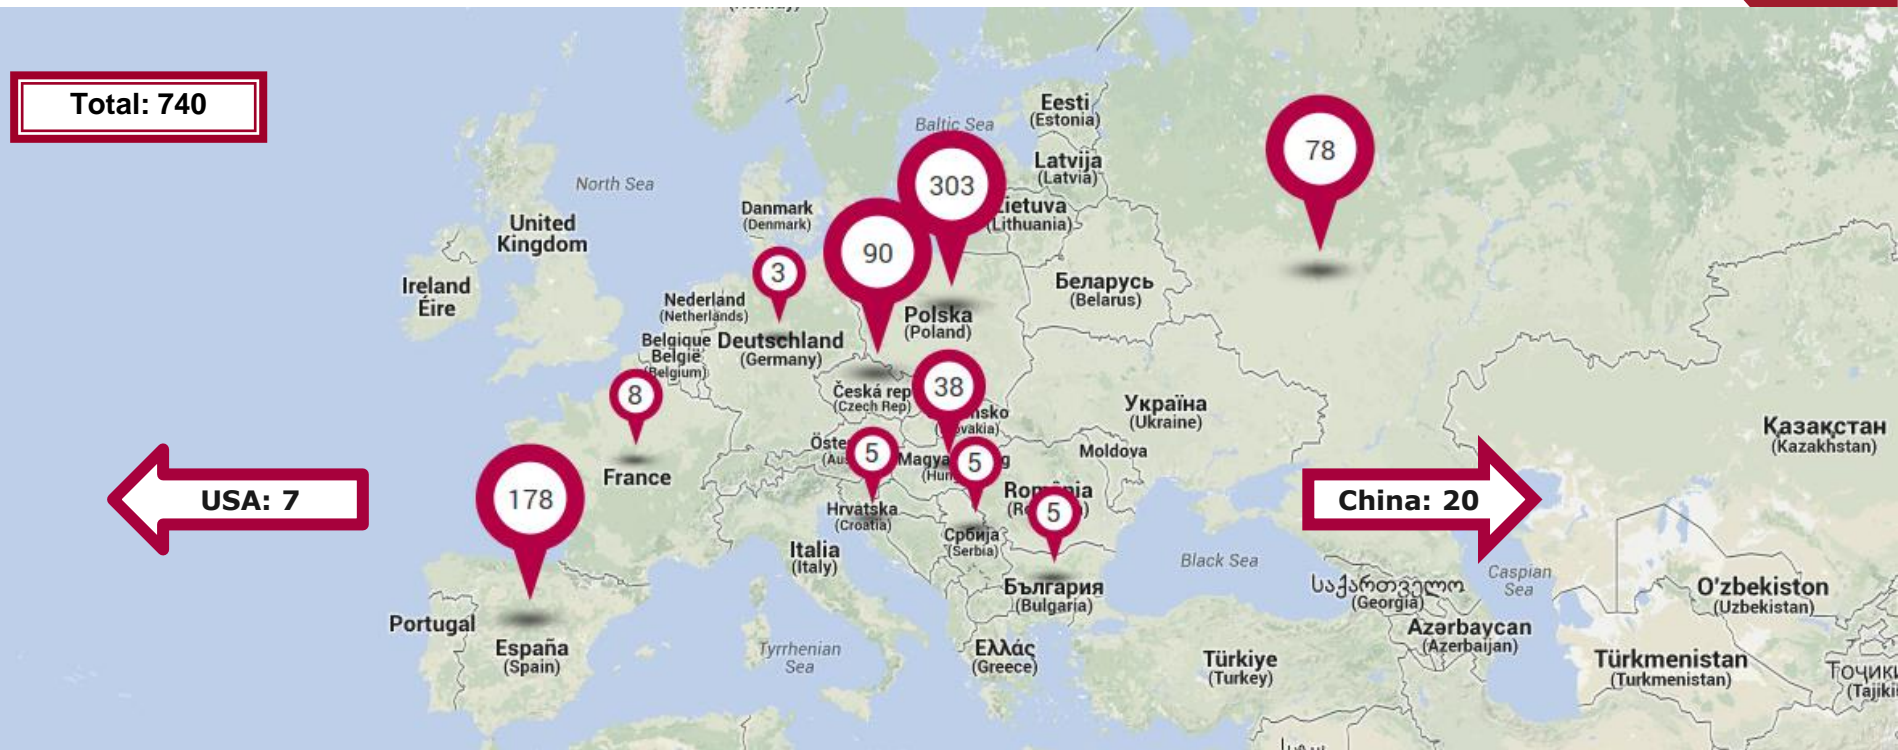 Total: 740
Eesti
(Estonia)
Baltic Sea
Latvija
(Latvia)
78
303
North Sea
Danmark
(Denmark)
Lietuva
(Lithuania)
United
Kingdom
90
3
Беларусь
(Belarus)
Ireland
Éire
Nederland
(Netherlands)
Polska
(Poland)
Belgique
België
(Belgium)
Deutschland
(Germany)
8
Česká rep
(Czech Rep)
38
nsko
Україна
(Ukraine)
Қазақстан
(Kazakhstan)
5
Magya
5
Moldova
France
USA: 7
178
China: 20
Hrvatska
(Croatia)
5
Србија
(Serbia)
Italia
(Italy)
Black Sea
Caspian
Sea
България
(Bulgaria)
საქართველო
(Georgia)
O'zbekiston
(Uzbekistan)
Portugal
España
(Spain)
Tyrrhenian
Sea
Ελλάς
(Greece)
Azərbaycan
(Azerbaijan)
Türkiye
(Turkey)
Türkmenistan
(Turkmenistan)